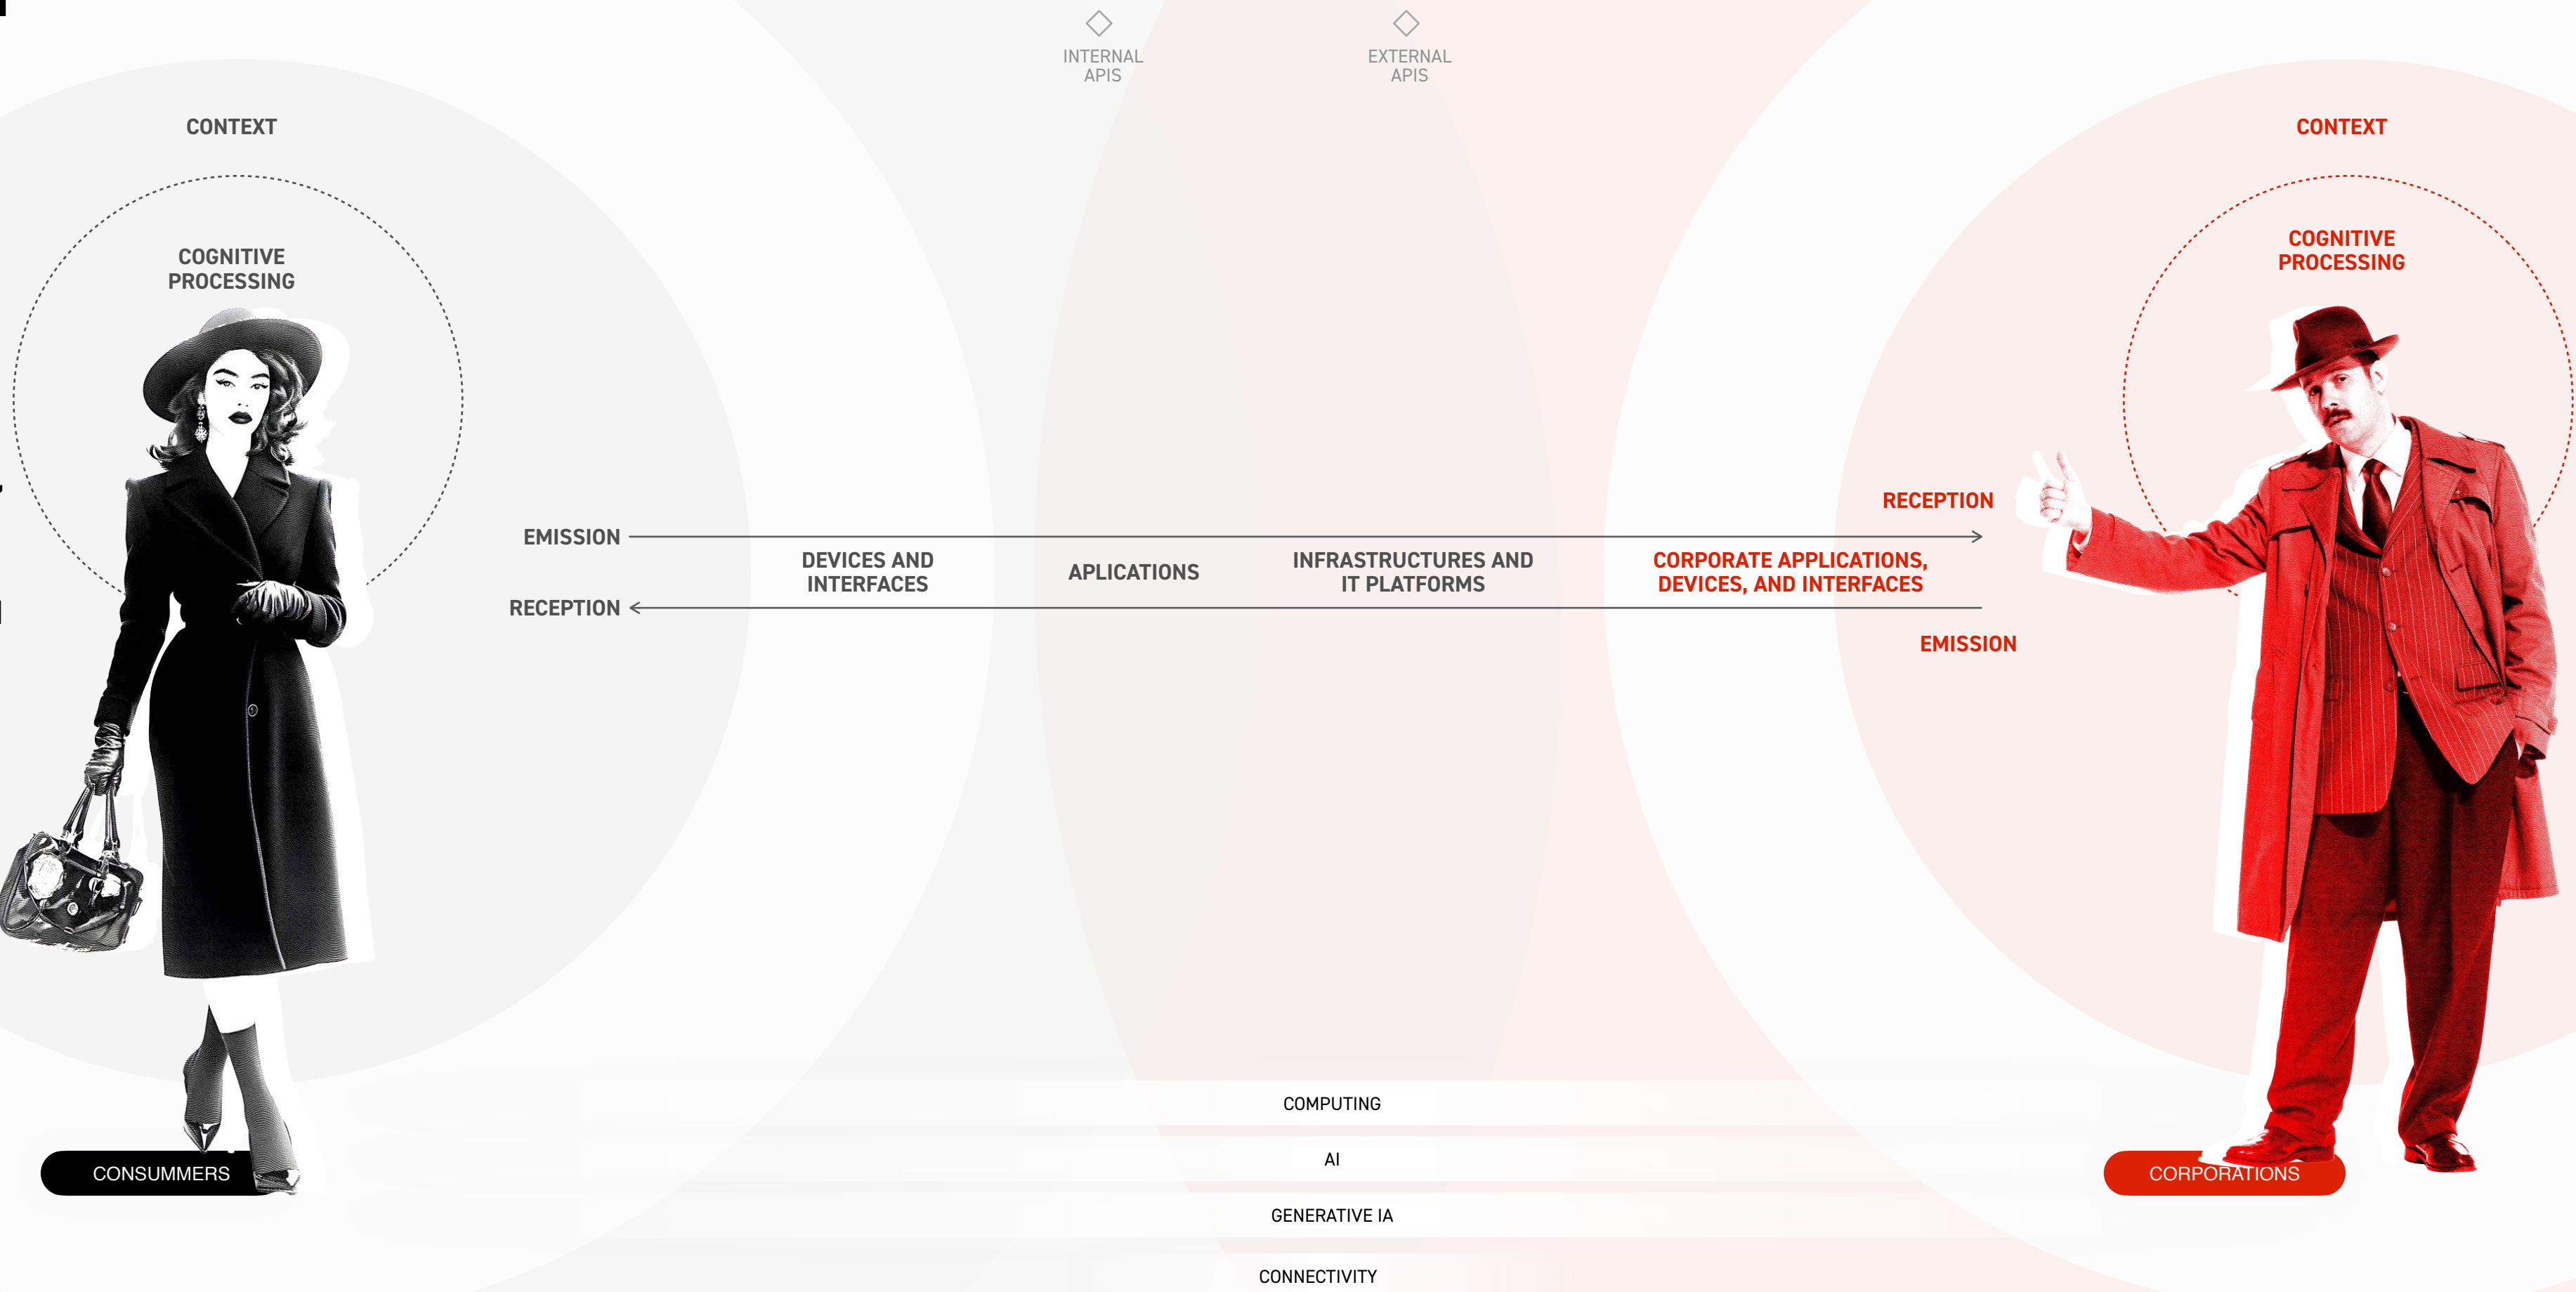 INTERNAL
APIS
EXTERNAL
APIS
CONTEXT
CONTEXT
COGNITIVE
PROCESSING
COGNITIVE
PROCESSING
EMISSION
RECEPTION
DEVICES AND
INTERFACES
APLICATIONS
INFRASTRUCTURES AND
IT PLATFORMS
CORPORATE APPLICATIONS,
DEVICES, AND INTERFACES
RECEPTION
EMISSION
COMPUTING
AI
GENERATIVE IA
CONNECTIVITY
CONSUMMERS
CORPORATIONS